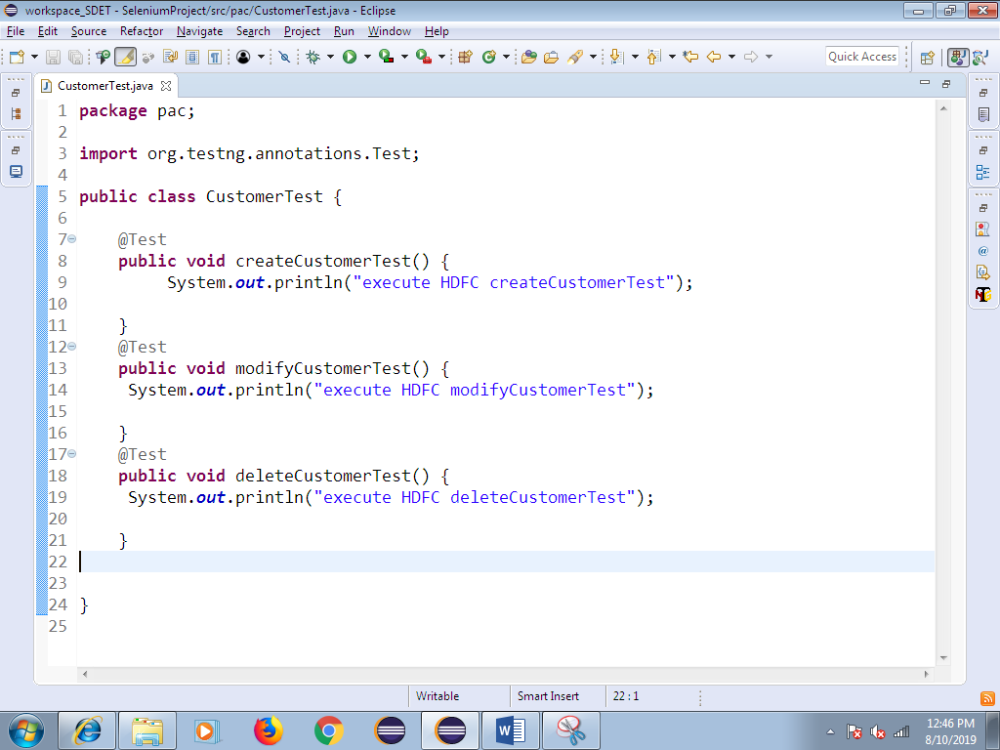 workspace_SDET - SeleniumProject/src/pac/CustomerTest.java - Eclipse
File Edit Source Refactor Navigate Search Project Run Window Help
Quick Access
CustomerTest.java
1 package pac;
2
3 import org.testng.annotations.Test;
4
5 public class CustomerTest {
6
7 @Test
8 public void createCustomerTest() {
9 System.out.println("execute HDFC createCustomerTest");
10
11 }
12 @Test
13 public void modifyCustomerTest() {
14 System.out.println("execute HDFC modifyCustomerTest");
15
16 }
17 @Test
18 public void deleteCustomerTest() {
19 System.out.println("execute HDFC deleteCustomerTest");
20
21 }
22
23
24 }
25
Writable Smart Insert 22 : 1
12:46 PM
8/10/2019